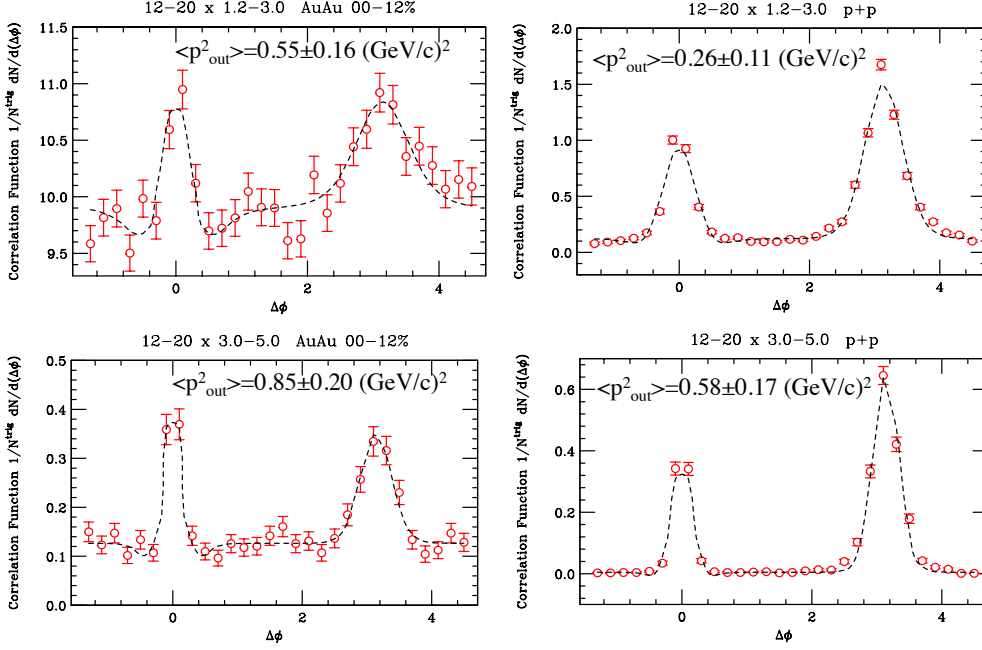 12-20 x 1.2-3.0 AuAu 00-12%
<p²out>=0.55±0.16 (GeV/c)²
Correlation Function 1/Nᵗʳⁱᵍ dN/d(Δϕ)
11.5
11.0
10.5
10.0
9.5
0
2
4
Δϕ
12-20 x 1.2-3.0 p+p
<p²out>=0.26±0.11 (GeV/c)²
Correlation Function 1/Nᵗʳⁱᵍ dN/d(Δϕ)
2.0
1.5
1.0
0.5
0.0
0
2
4
Δϕ
12-20 x 3.0-5.0 AuAu 00-12%
<p²out>=0.85±0.20 (GeV/c)²
Correlation Function 1/Nᵗʳⁱᵍ dN/d(Δϕ)
0.5
0.4
0.3
0.2
0.1
0.0
0
2
4
Δϕ
12-20 x 3.0-5.0 p+p
<p²out>=0.58±0.17 (GeV/c)²
Correlation Function 1/Nᵗʳⁱᵍ dN/d(Δϕ)
0.6
0.4
0.2
0.0
0
2
4
Δϕ